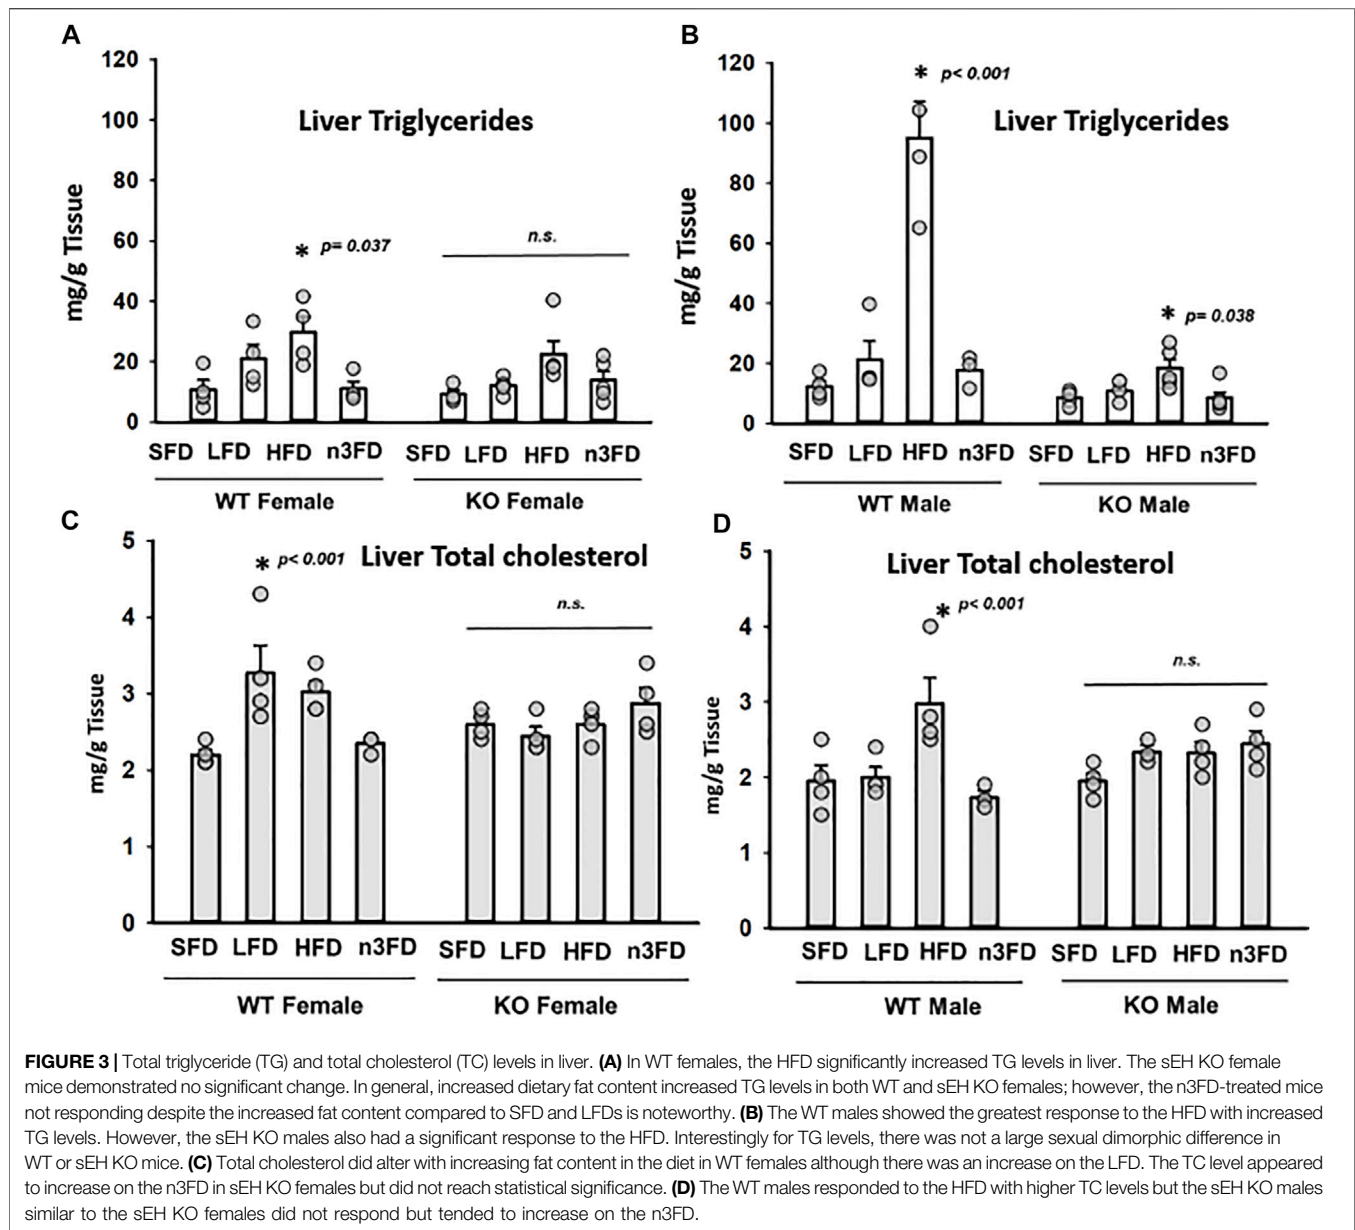 A
120
100
80
60
40
20
0
mg/g Tissue
Liver Triglycerides
* p= 0.037
n.s.
SFD LFD HFD n3FD SFD LFD HFD n3FD
WT Female KO Female
B
120
100
80
60
40
20
0
mg/g Tissue
* p< 0.001
Liver Triglycerides
* p= 0.038
SFD LFD HFD n3FD SFD LFD HFD n3FD
WT Male KO Male
C
5
4
3
2
1
0
mg/g Tissue
* p< 0.001 Liver Total cholesterol
n.s.
SFD LFD HFD n3FD SFD LFD HFD n3FD
WT Female KO Female
D
5
4
3
2
1
0
mg/g Tissue
Liver Total cholesterol
* p< 0.001
n.s.
SFD LFD HFD n3FD SFD LFD HFD n3FD
WT Male KO Male
FIGURE 3 | Total triglyceride (TG) and total cholesterol (TC) levels in liver. (A) In WT females, the HFD significantly increased TG levels in liver. The sEH KO female
mice demonstrated no significant change. In general, increased dietary fat content increased TG levels in both WT and sEH KO females; however, the n3FD-treated mice
not responding despite the increased fat content compared to SFD and LFDs is noteworthy. (B) The WT males showed the greatest response to the HFD with increased
TG levels. However, the sEH KO males also had a significant response to the HFD. Interestingly for TG levels, there was not a large sexual dimorphic difference in
WT or sEH KO mice. (C) Total cholesterol did alter with increasing fat content in the diet in WT females although there was an increase on the LFD. The TC level appeared
to increase on the n3FD in sEH KO females but did not reach statistical significance. (D) The WT males responded to the HFD with higher TC levels but the sEH KO males
similar to the sEH KO females did not respond but tended to increase on the n3FD.